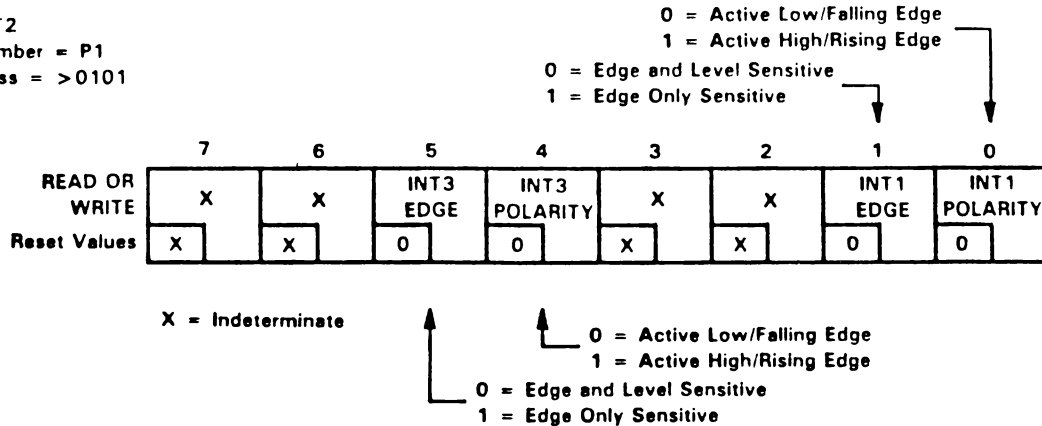 T2
mber = P1
ss = >0101
0 = Active Low/Falling Edge
1 = Active High/Rising Edge
0 = Edge and Level Sensitive
1 = Edge Only Sensitive
7 6 5 4 3 2 1 0
READ OR WRITE
X X INT3 EDGE INT3 POLARITY X X INT1 EDGE INT1 POLARITY
Reset Values X X 0 0 X X 0 0
X = Indeterminate
0 = Active Low/Falling Edge
1 = Active High/Rising Edge
0 = Edge and Level Sensitive
1 = Edge Only Sensitive